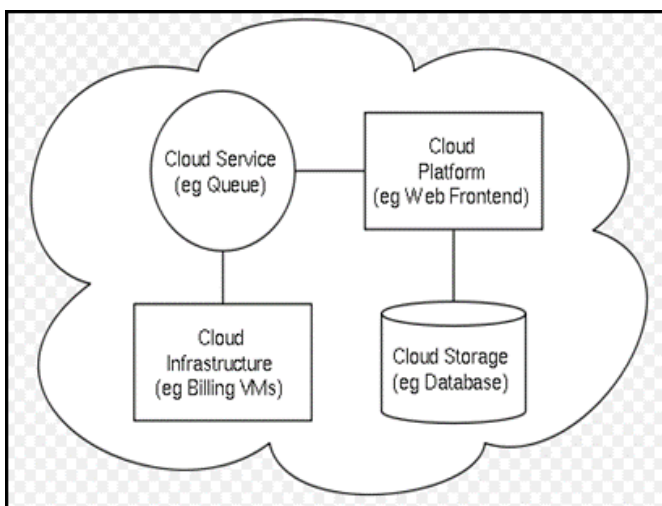 Cloud Service
(eg Queue)
Cloud
Platform
(eg Web Frontend)
Cloud
Infrastructure
(eg Billing VMs)
Cloud Storage
(eg Database)